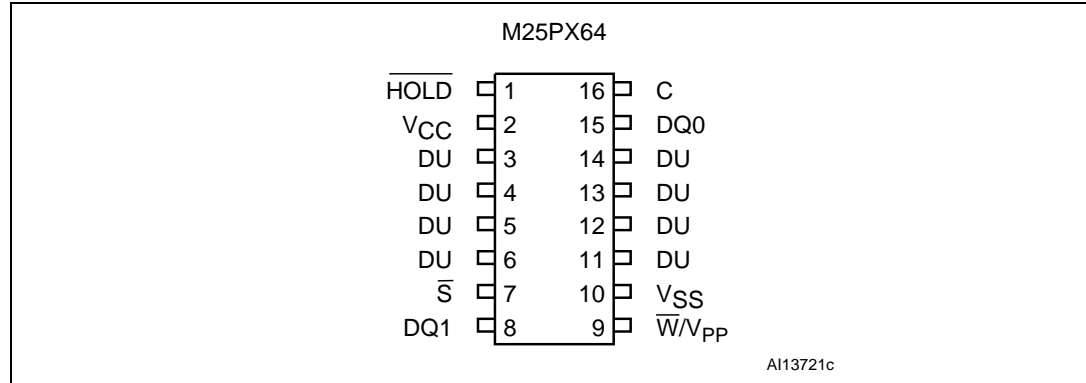 M25PX64
HOLD 1 16 C
VCC 2 15 DQ0
DU 3 14 DU
DU 4 13 DU
DU 5 12 DU
DU 6 11 DU
S 7 10 VSS
DQ1 8 9 W/VPP
AI13721c